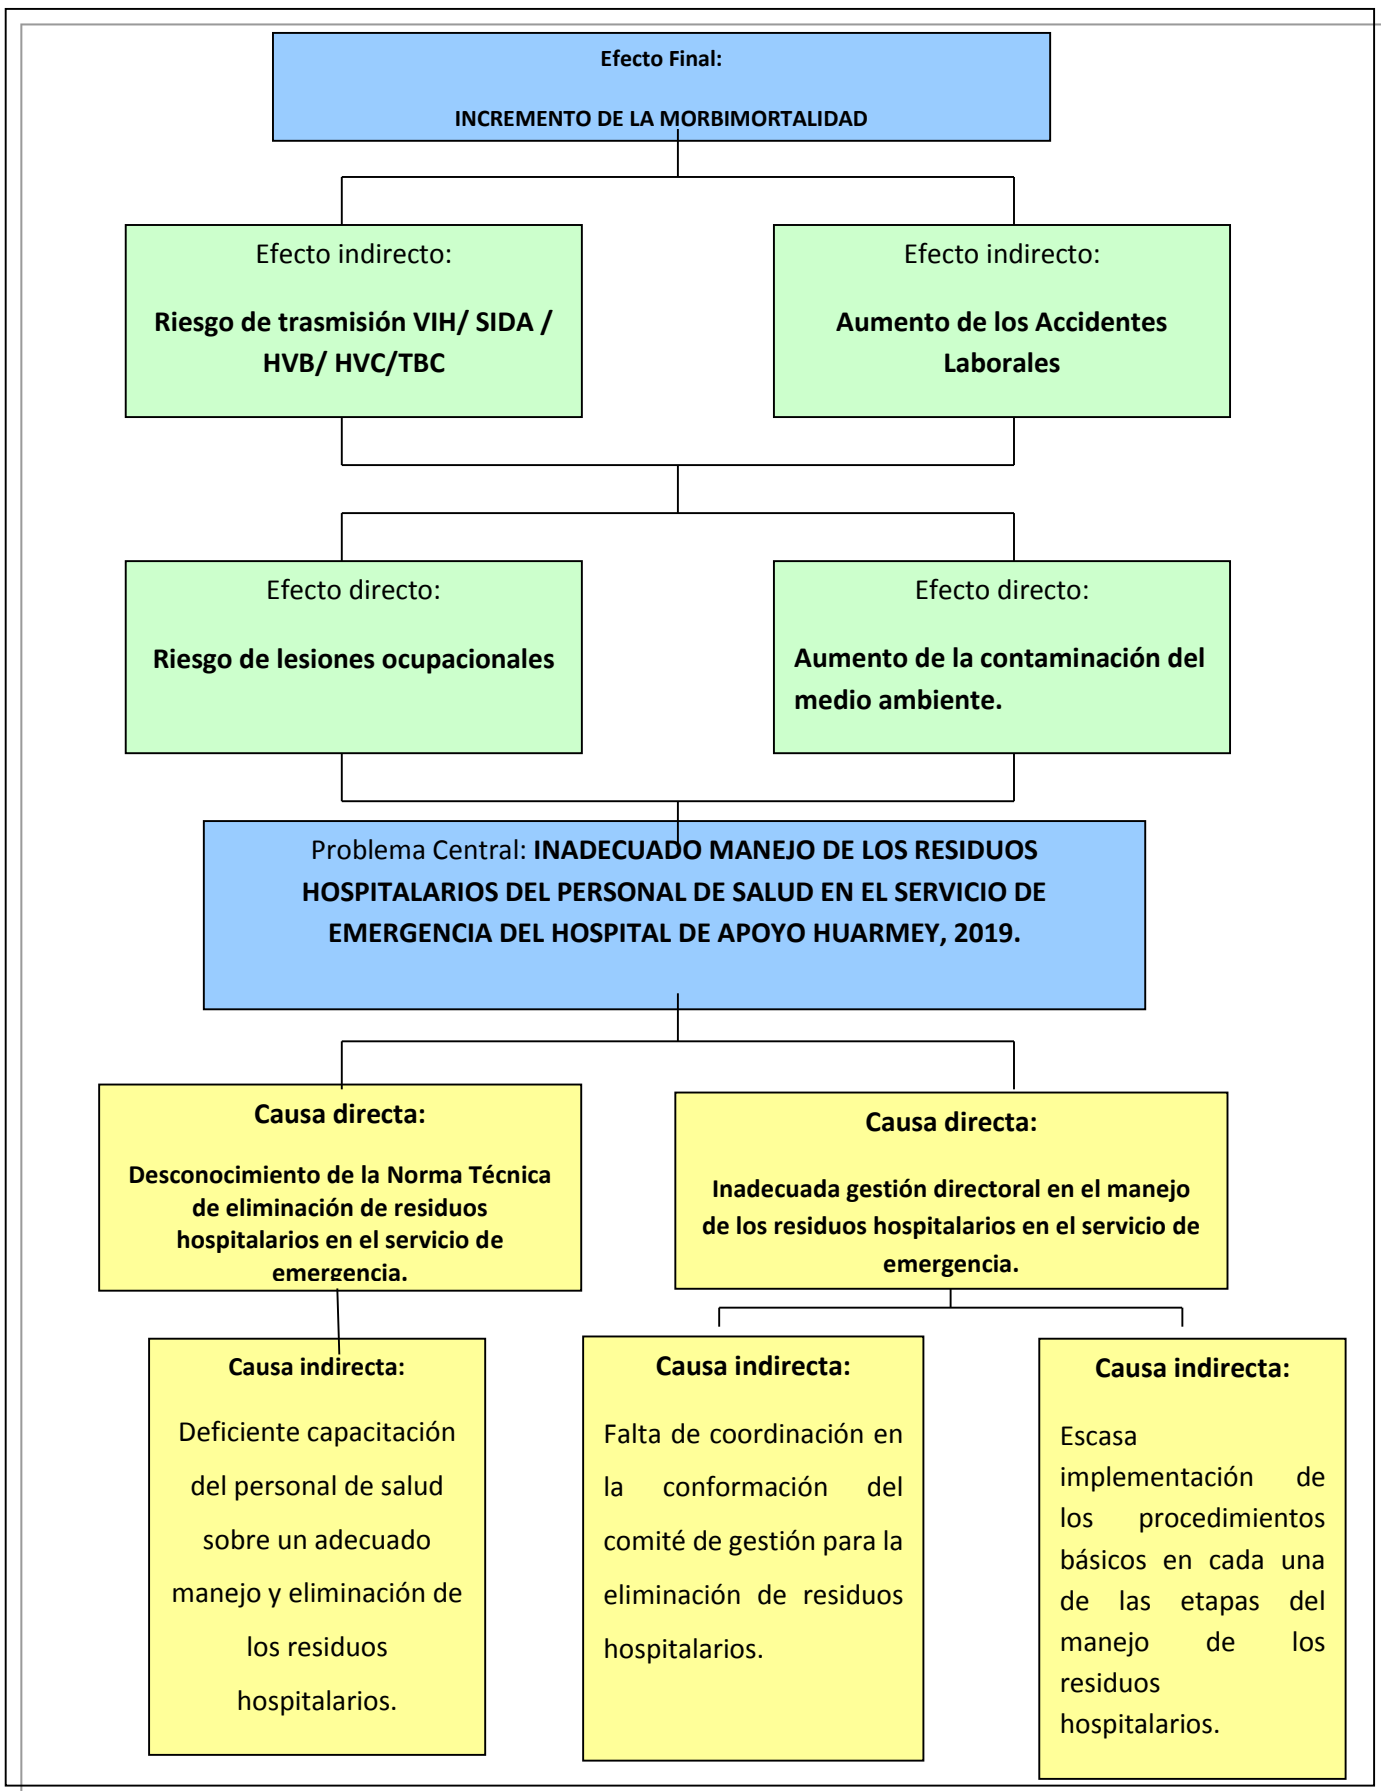 Efecto Final:
INCREMENTO DE LA MORBIMORTALIDAD
Efecto indirecto:
Riesgo de trasmisión VIH/ SIDA /
HVB/ HVC/TBC
Efecto indirecto:
Aumento de los Accidentes
Laborales
Efecto directo:
Riesgo de lesiones ocupacionales
Efecto directo:
Aumento de la contaminación del
medio ambiente.
Problema Central: INADECUADO MANEJO DE LOS RESIDUOS
HOSPITALARIOS DEL PERSONAL DE SALUD EN EL SERVICIO DE
EMERGENCIA DEL HOSPITAL DE APOYO HUARMEY, 2019.
Causa directa:
Desconocimiento de la Norma Técnica
de eliminación de residuos
hospitalarios en el servicio de
emergencia.
Causa directa:
Inadecuada gestión directoral en el manejo
de los residuos hospitalarios en el servicio de
emergencia.
Causa indirecta:
Deficiente capacitación
del personal de salud
sobre un adecuado
manejo y eliminación de
los residuos
hospitalarios.
Causa indirecta:
Falta de coordinación en
la conformación del
comité de gestión para la
eliminación de residuos
hospitalarios.
Causa indirecta:
Escasa
implementación de
los procedimientos
básicos en cada una
de las etapas del
manejo de los
residuos
hospitalarios.